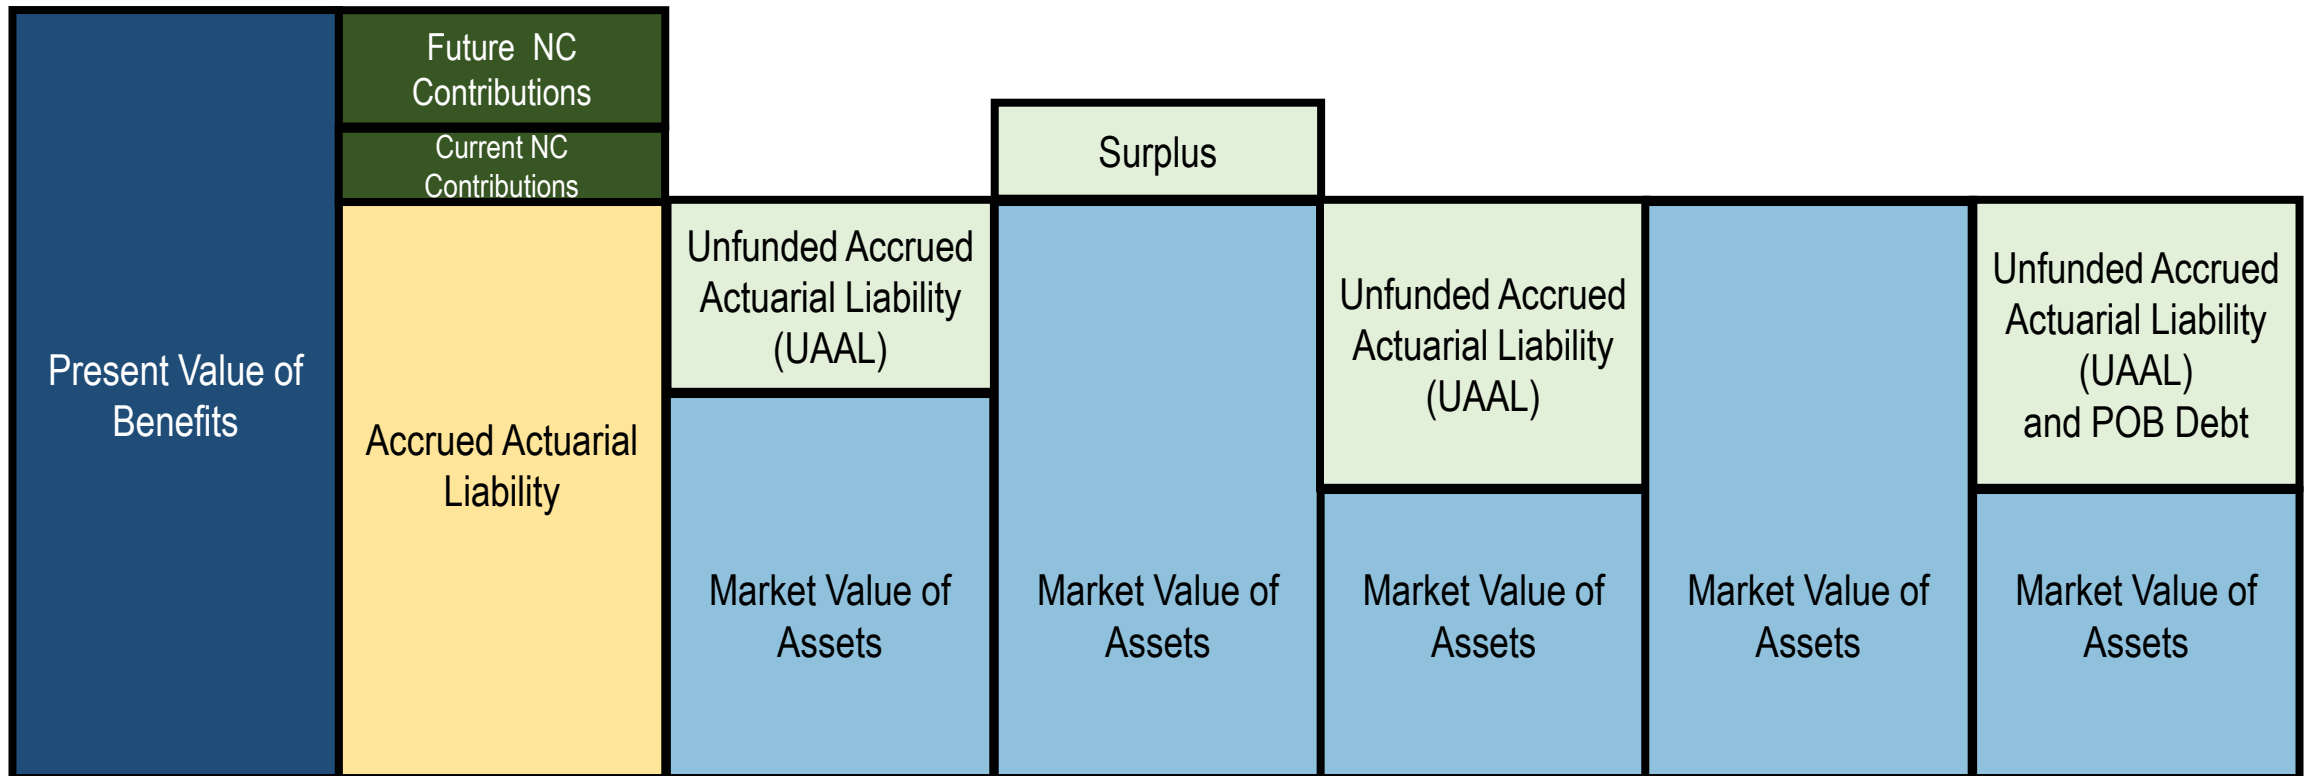 Present Value of
Benefits
Future NC
Contributions
Current NC
Contributions
Accrued Actuarial
Liability
Unfunded Accrued
Actuarial Liability
(UAAL)
Market Value of
Assets
Surplus
Market Value of
Assets
Unfunded Accrued
Actuarial Liability
(UAAL)
Market Value of
Assets
Market Value of
Assets
Unfunded Accrued
Actuarial Liability
(UAAL)
and POB Debt
Market Value of
Assets